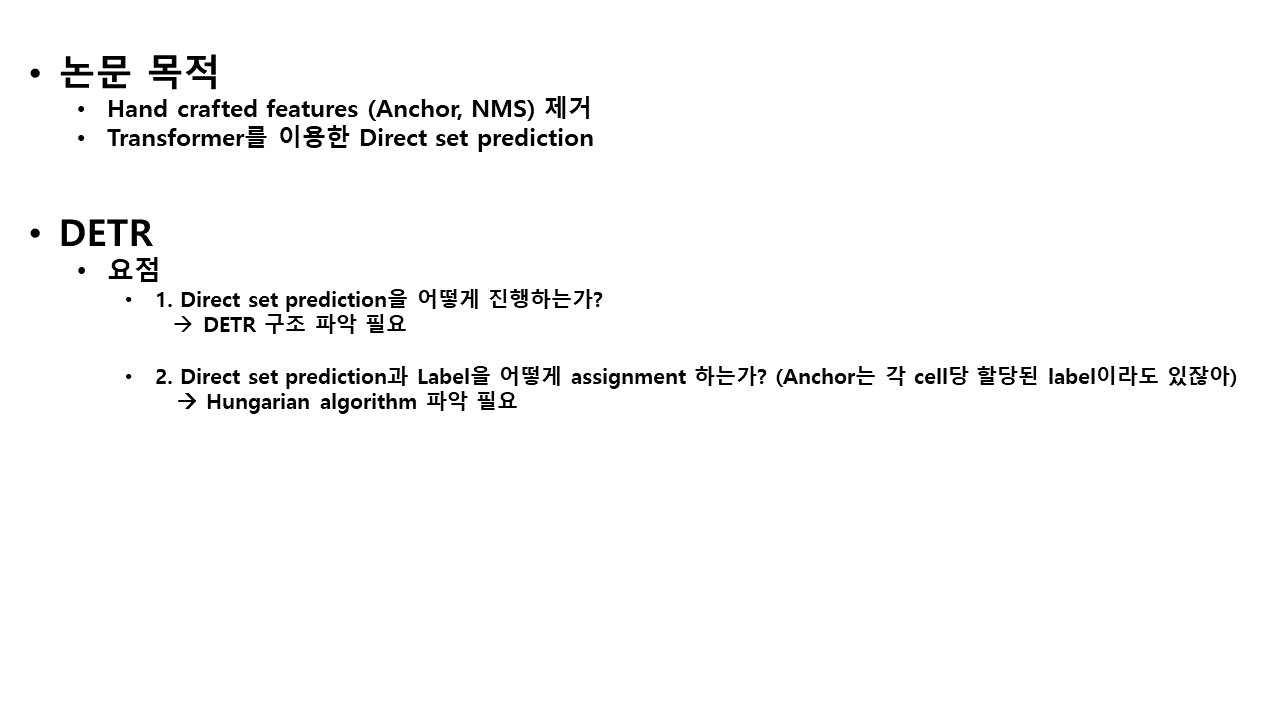 • 논문 목적
• Hand crafted features (Anchor, NMS) 제거
• Transformer를 이용한 Direct set prediction
• DETR
• 요점
• 1. Direct set prediction을 어떻게 진행하는가?
→ DETR 구조 파악 필요
• 2. Direct set prediction과 Label을 어떻게 assignment 하는가? (Anchor는 각 cell당 할당된 label이라도 있잖아)
→ Hungarian algorithm 파악 필요